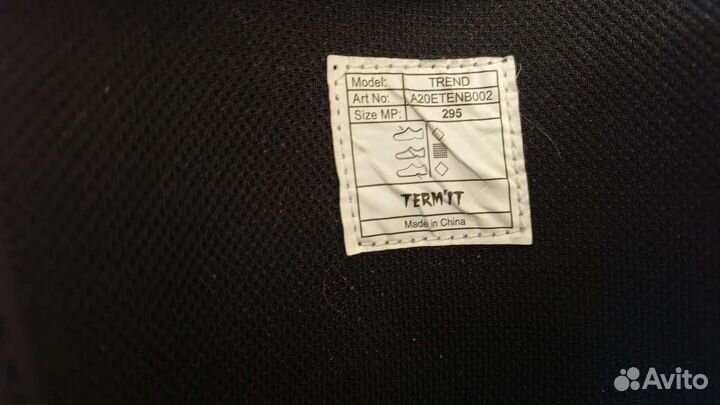 Model: TREND
Art No: A20ETENB002
Size MP: 295
TERM'IT
Made in China
Avito